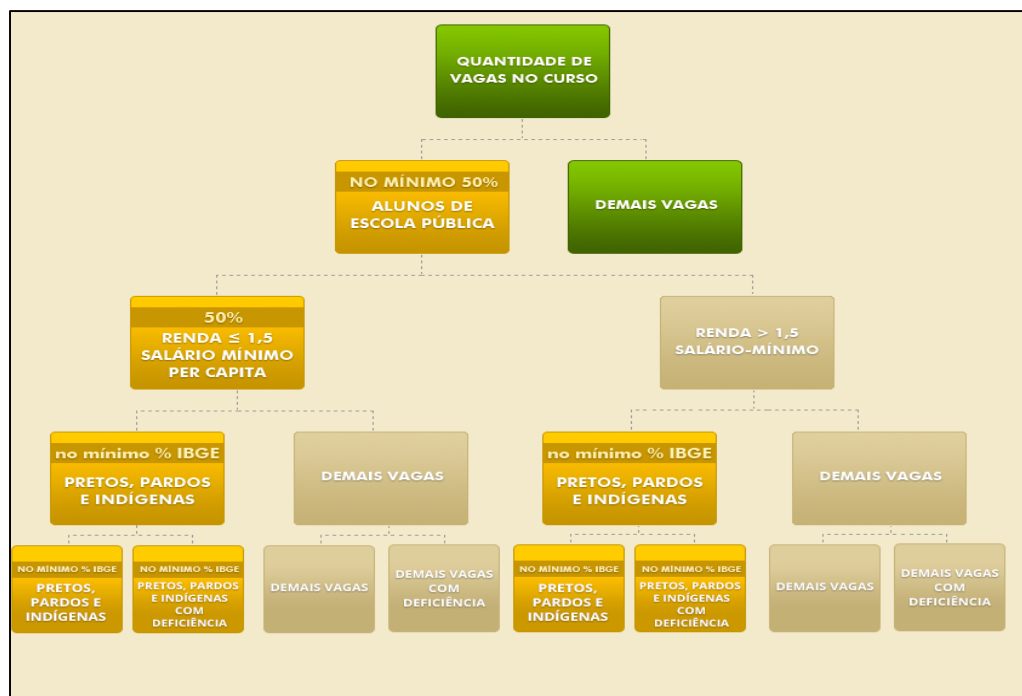 QUANTIDADE DE
VAGAS NO CURSO
NO MÍNIMO 50%
ALUNOS DE
ESCOLA PÚBLICA
DEMAIS VAGAS
50%
RENDA ≤ 1,5
SALÁRIO MÍNIMO
PER CAPITA
RENDA > 1,5
SALÁRIO-MÍNIMO
no mínimo % IBGE
PRETOS, PARDOS
E INDÍGENAS
DEMAIS VAGAS
no mínimo % IBGE
PRETOS, PARDOS
E INDÍGENAS
DEMAIS VAGAS
NO MÍNIMO % IBGE
PRETOS,
PARDOS E
INDÍGENAS
NO MÍNIMO % IBGE
PRETOS, PARDOS
E INDÍGENAS
COM
DEFICIÊNCIA
DEMAIS VAGAS
DEMAIS VAGAS
COM
DEFICIÊNCIA
NO MÍNIMO % IBGE
PRETOS,
PARDOS E
INDÍGENAS
NO MÍNIMO % IBGE
PRETOS, PARDOS
E INDÍGENAS
COM
DEFICIÊNCIA
DEMAIS VAGAS
DEMAIS VAGAS
COM
DEFICIÊNCIA